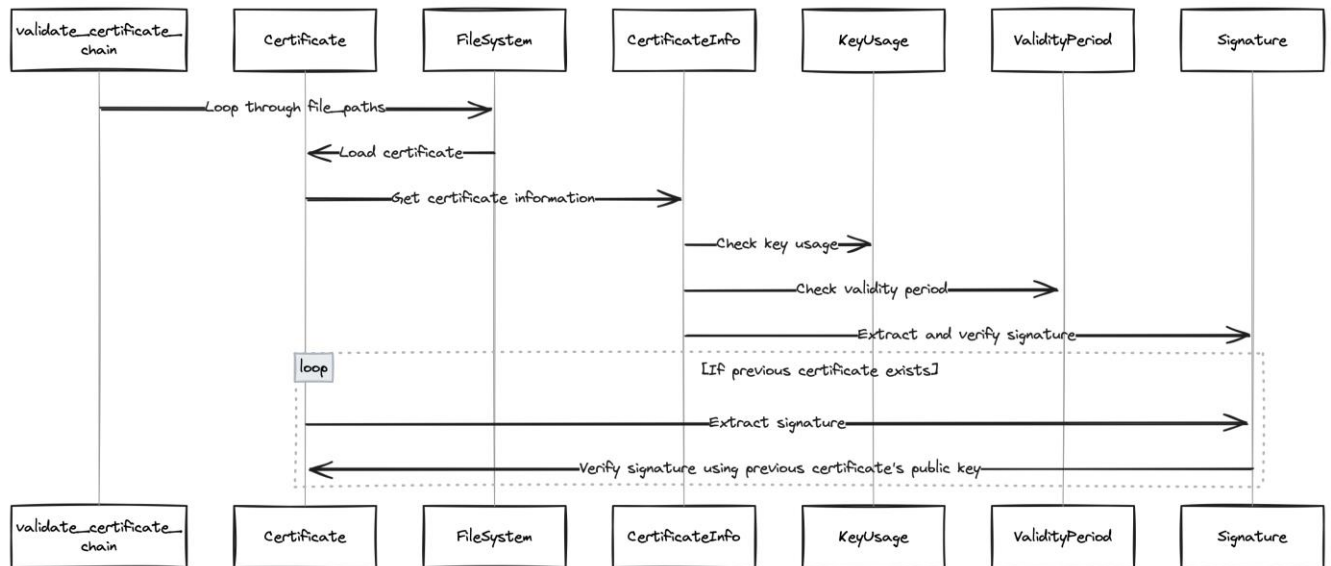 validate_certificate_
chain
Certificate
FileSystem
CertificateInfo
KeyUsage
ValidityPeriod
Signature
Loop through file_paths
Load certificate
Get certificate information
Check key usage
Check validity period
Extract and verify signature
loop
[If previous certificate exists]
Extract signature
Verify signature using previous certificate's public key
validate_certificate_
chain
Certificate
FileSystem
CertificateInfo
KeyUsage
ValidityPeriod
Signature